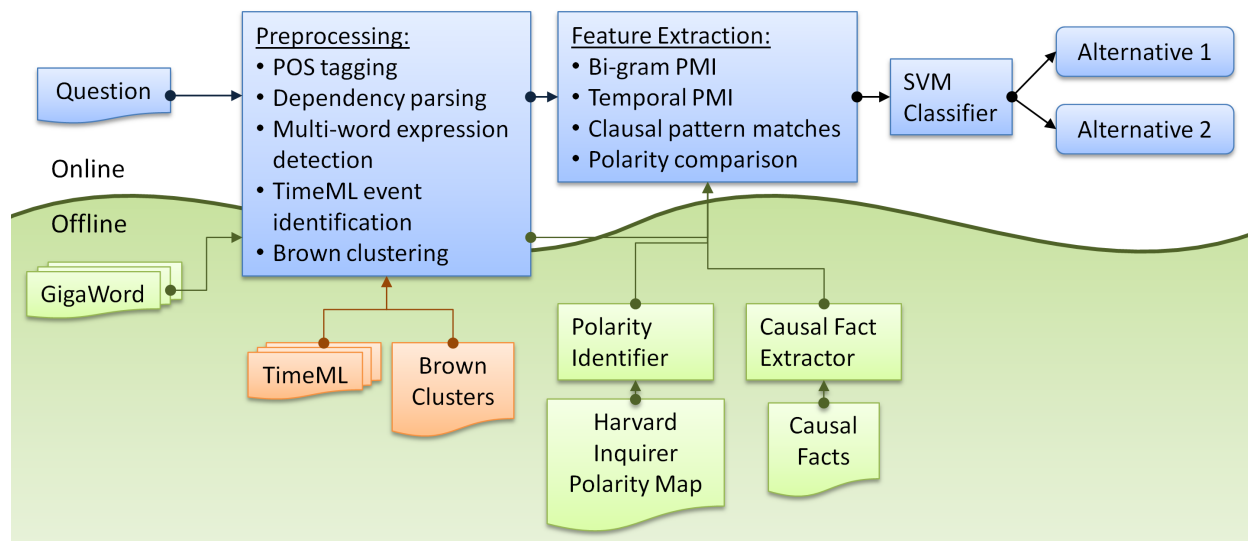 Question
Preprocessing:
• POS tagging
• Dependency parsing
• Multi-word expression
detection
• TimeML event
identification
• Brown clustering
Feature Extraction:
• Bi-gram PMI
• Temporal PMI
• Clausal pattern matches
• Polarity comparison
SVM
Classifier
Alternative 1
Alternative 2
Online
Offline
GigaWord
TimeML
Brown
Clusters
Polarity
Identifier
Causal Fact
Extractor
Harvard
Inquirer
Polarity Map
Causal
Facts